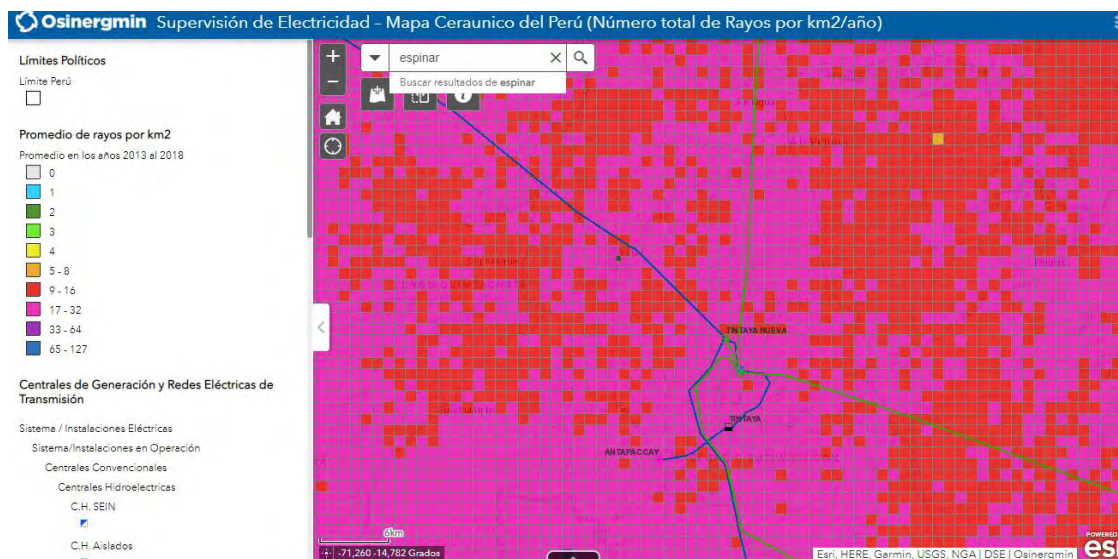 Osinergmin Supervisión de Electricidad – Mapa Ceraunico del Perú (Número total de Rayos por km2/año)
Límites Políticos
Límite Perú
Promedio de rayos por km2
Promedio en los años 2013 al 2018
0
1
2
3
4
5 - 8
9 - 16
17 - 32
33 - 64
65 - 127
Centrales de Generación y Redes Eléctricas de
Transmisión
Sistema / Instalaciones Eléctricas
Sistema/Instalaciones en Operación
Centrales Convencionales
Centrales Hidroelectricas
C.H. SEIN
C.H. Aislados
espinar
Buscar resultados de espinar
TINTAYA NUEVA
TINTAYA
ANTAPACCAY
6km
-71,260 -14,782 Grados
Esri, HERE, Garmin, USGS, NGA | DSE | Osinergmin
POWERED
es